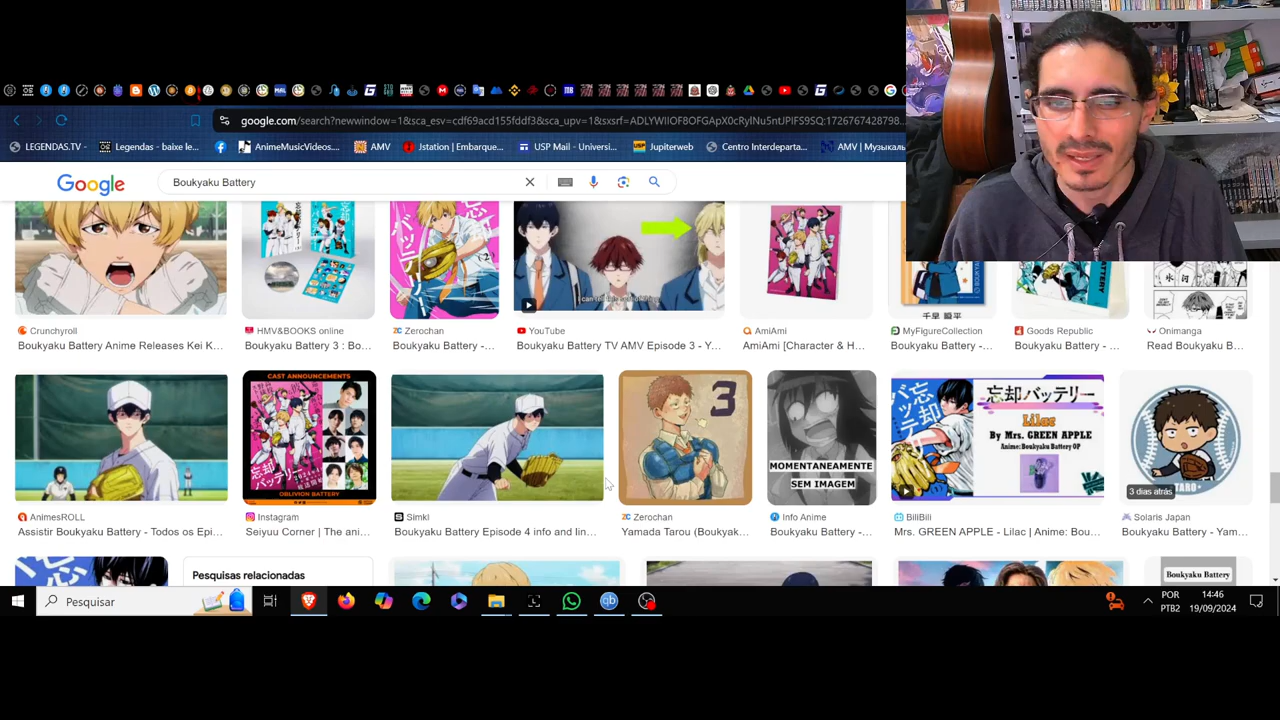 google.com/search?newwindow=1&sca_esv=cdf69acd155fddf3&sca_upv=1&sxsrf=ADLYWIIOF8OFGApX0cRylNu5ntJPIFS9SQ:1726767428798...
LEGENDAS.TV -
Legendas - baixe le...
AnimeMusicVideos....
AMV
Jstation | Embarque...
USP Mail - Universi...
Jupiterweb
Centro Interdeparta...
AMV | Музыкаль
Google
Boukyaku Battery
I can tell
Crunchyroll
HMV&BOOKS online
Zerochan
YouTube
AmiAmi
MyFigureCollection
Goods Republic
Onimanga
Boukyaku Battery Anime Releases Kei K...
Boukyaku Battery 3 : Bo...
Boukyaku Battery -...
Boukyaku Battery TV AMV Episode 3 - Y...
AmiAmi [Character & H...
Boukyaku Battery -...
Boukyaku Battery - ...
Read Boukyaku B...
CAST ANNOUNCEMENTS
OBLIVION BATTERY
3
MOMENTANEAMENTE
SEM IMAGEM
忘却バッテリー
忘却バッテリー
Lilac
By Mrs. GREEN APPLE
Anime: Boukyaku Battery OP
TARO
3 dias atrás
AnimesROLL
Instagram
Simkl
Zerochan
Info Anime
BiliBili
Solaris Japan
Assistir Boukyaku Battery - Todos os Epi...
Seiyuu Corner | The ani...
Boukyaku Battery Episode 4 info and lin...
Yamada Tarou (Boukyak...
Boukyaku Battery -...
Mrs. GREEN APPLE - Lilac | Anime: Bou...
Boukyaku Battery - Yam...
Pesquisas relacionadas
Boukyaku Battery
Pesquisar
POR
PTB2
14:46
19/09/2024